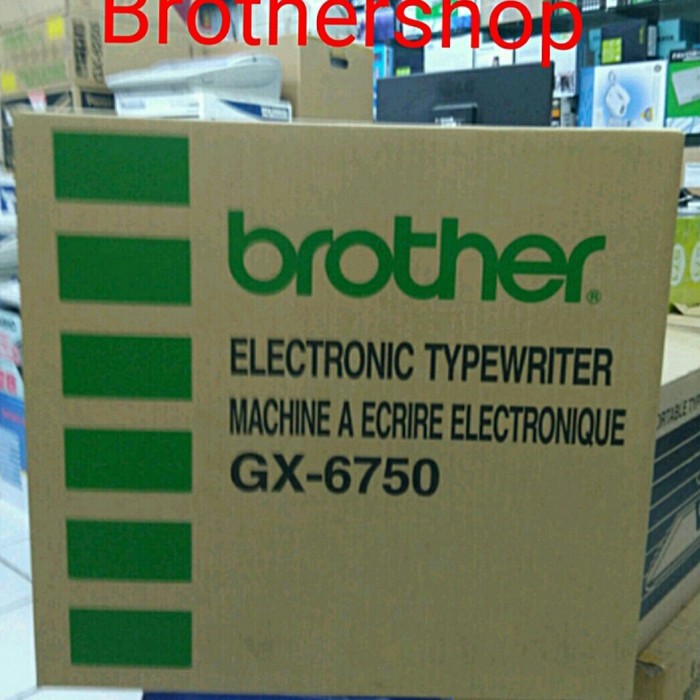 Brothershop
brother®
ELECTRONIC TYPEWRITER
MACHINE A ECRIRE ELECTRONIQUE
GX-6750